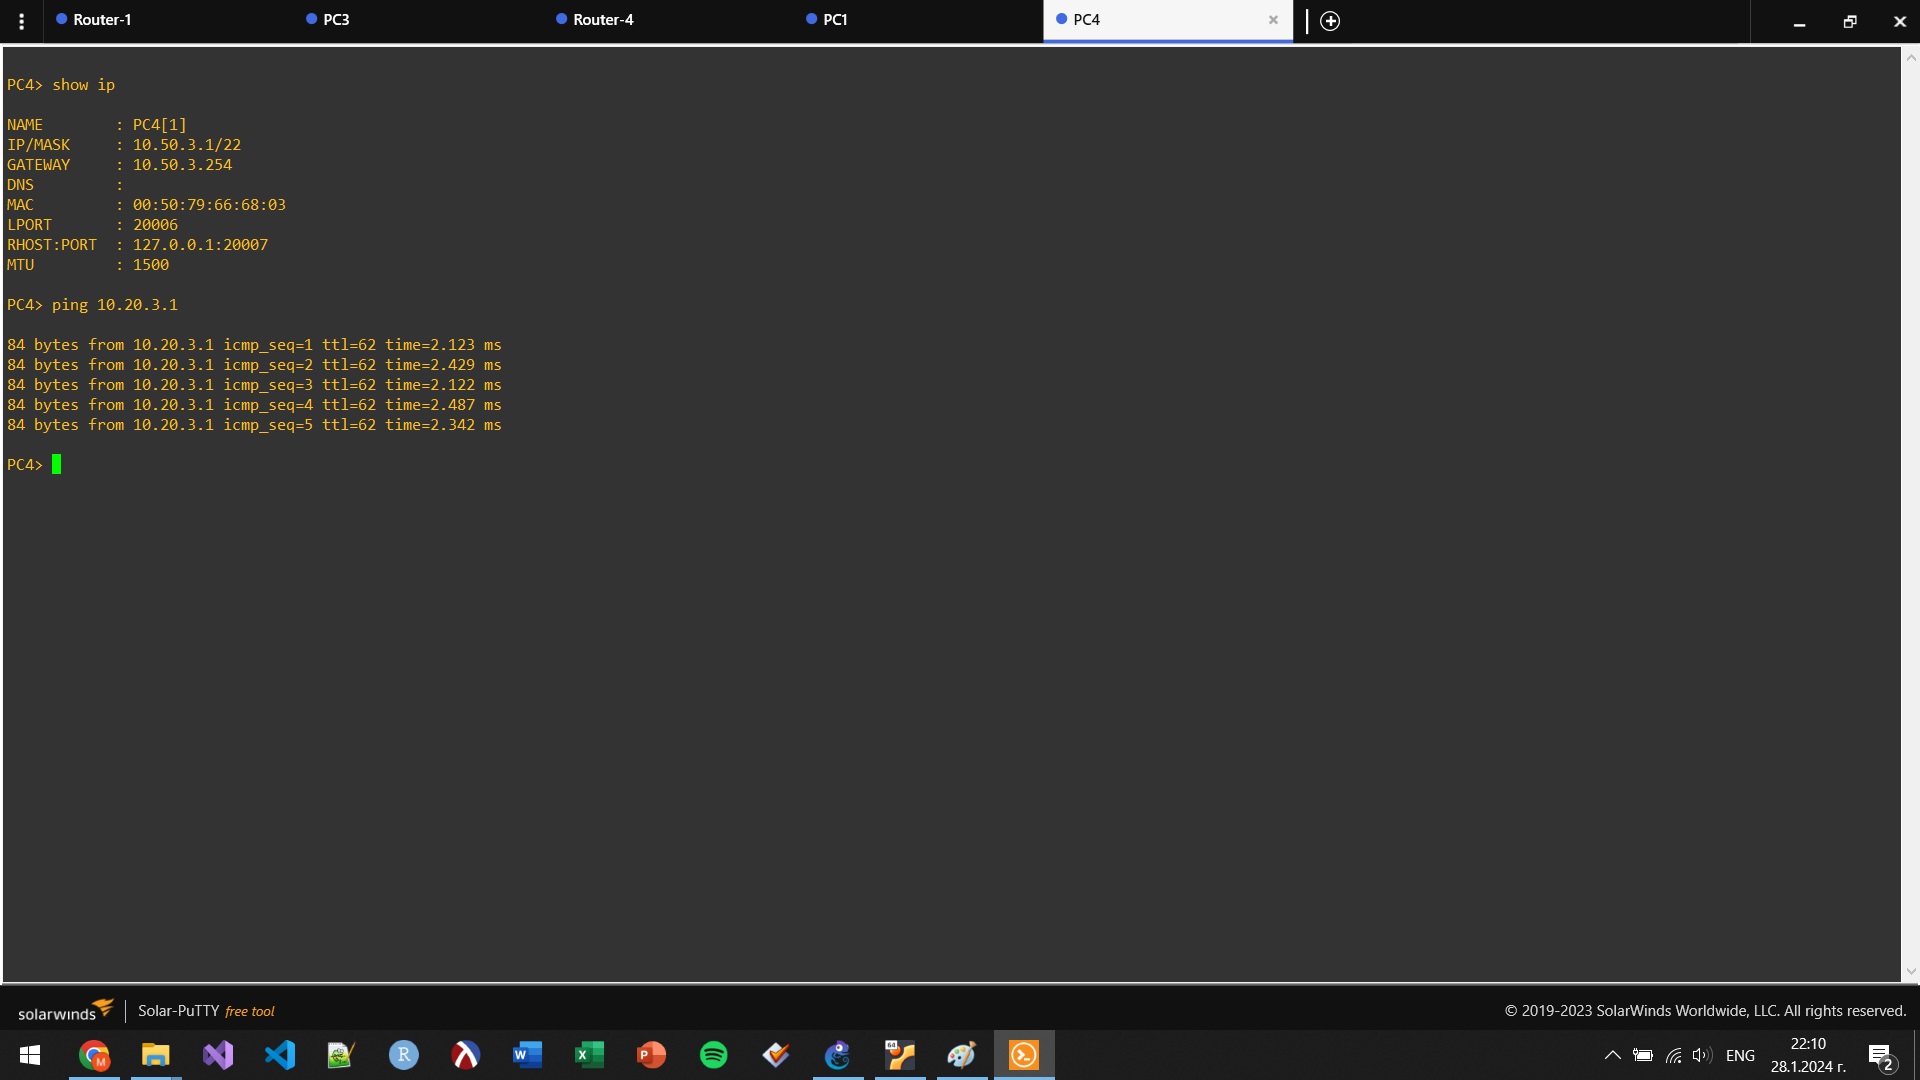 Router-1 PC3 Router-4 PC1 PC4
PC4> show ip
NAME        : PC4[1]
IP/MASK     : 10.50.3.1/22
GATEWAY     : 10.50.3.254
DNS         :
MAC         : 00:50:79:66:68:03
LPORT       : 20006
RHOST:PORT  : 127.0.0.1:20007
MTU         : 1500
PC4> ping 10.20.3.1
84 bytes from 10.20.3.1 icmp_seq=1 ttl=62 time=2.123 ms
84 bytes from 10.20.3.1 icmp_seq=2 ttl=62 time=2.429 ms
84 bytes from 10.20.3.1 icmp_seq=3 ttl=62 time=2.122 ms
84 bytes from 10.20.3.1 icmp_seq=4 ttl=62 time=2.487 ms
84 bytes from 10.20.3.1 icmp_seq=5 ttl=62 time=2.342 ms
PC4>
solarwinds Solar-PuTTY free tool © 2019-2023 SolarWinds Worldwide, LLC. All rights reserved.
M R W X P 64 ENG 22:10
28.1.2024 г. 2